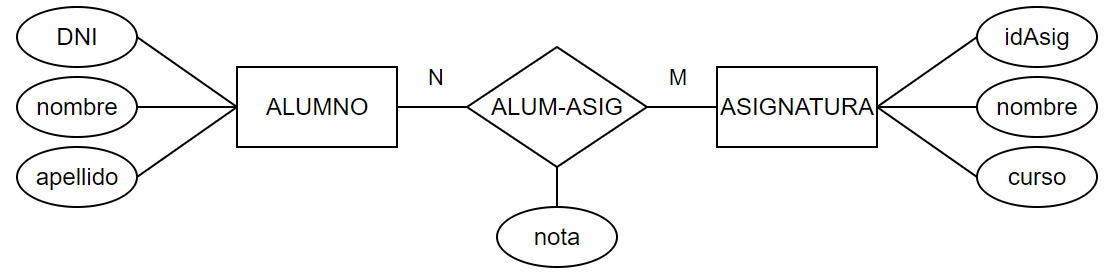 DNI
nombre
apellido
ALUMNO
N
ALUM-ASIG
M
ASIGNATURA
nota
idAsig
nombre
curso